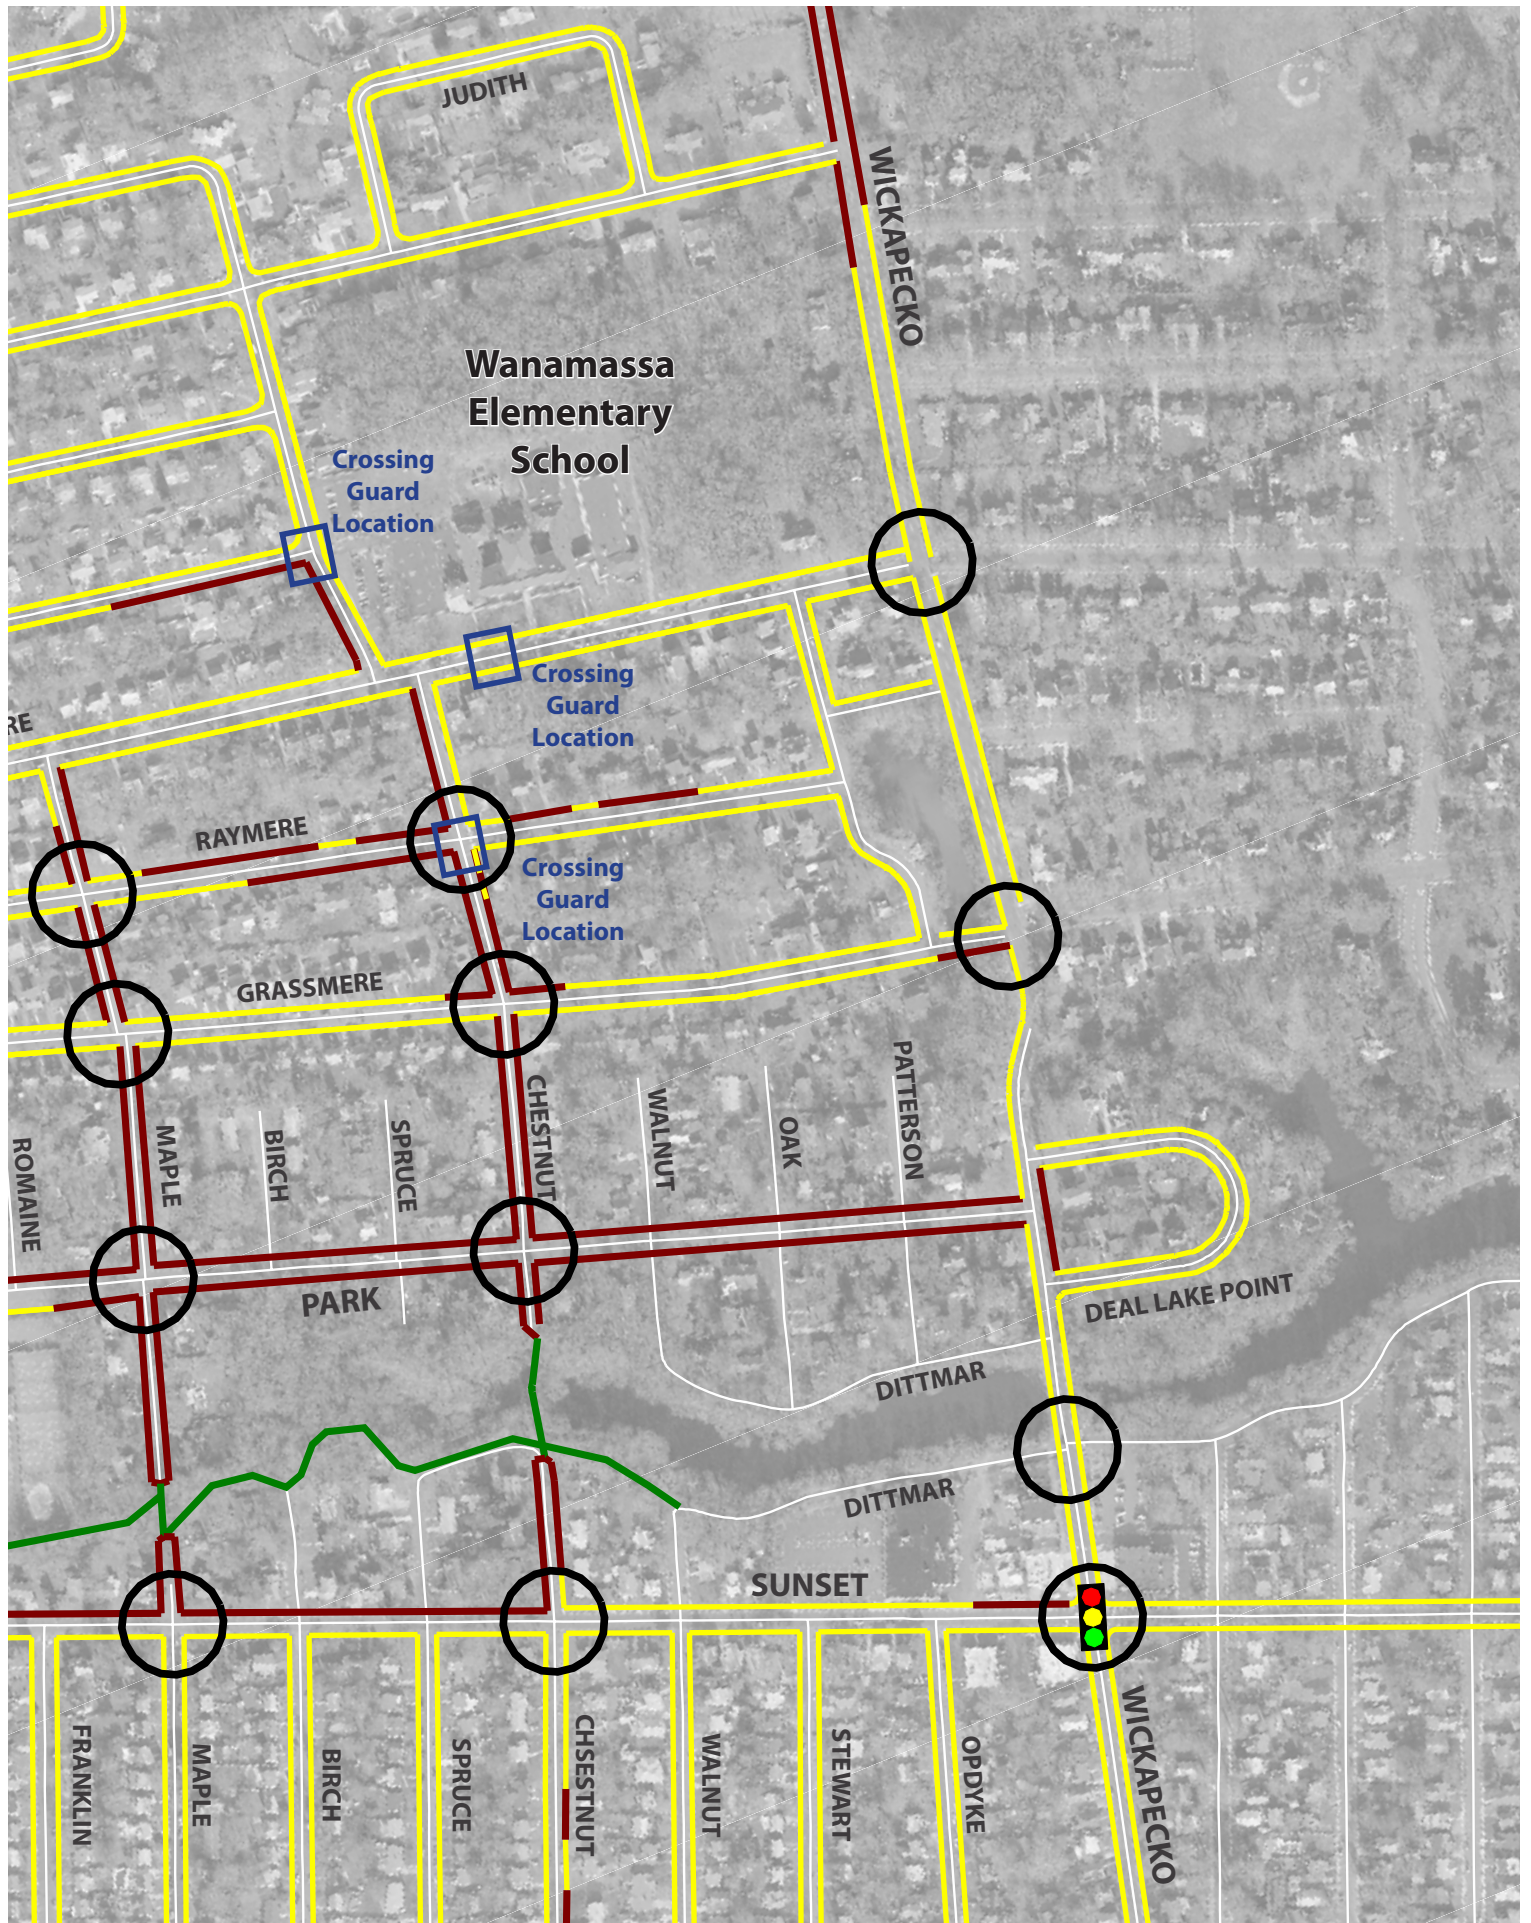 JUDITH
WICKAPECKO
Wanamassa
Elementary
School
Crossing
Guard
Location
Crossing
Guard
Location
RE
RAYMERE
Crossing
Guard
Location
GRASSMERE
ROMAINE
MAPLE
BIRCH
SPRUCE
CHESTNUT
WALNUT
OAK
PATTERSON
PARK
DEAL LAKE POINT
DITTMAR
DITTMAR
SUNSET
FRANKLIN
MAPLE
BIRCH
SPRUCE
CHSESTNUT
WALNUT
STEWART
OPDYKE
WICKAPECKO